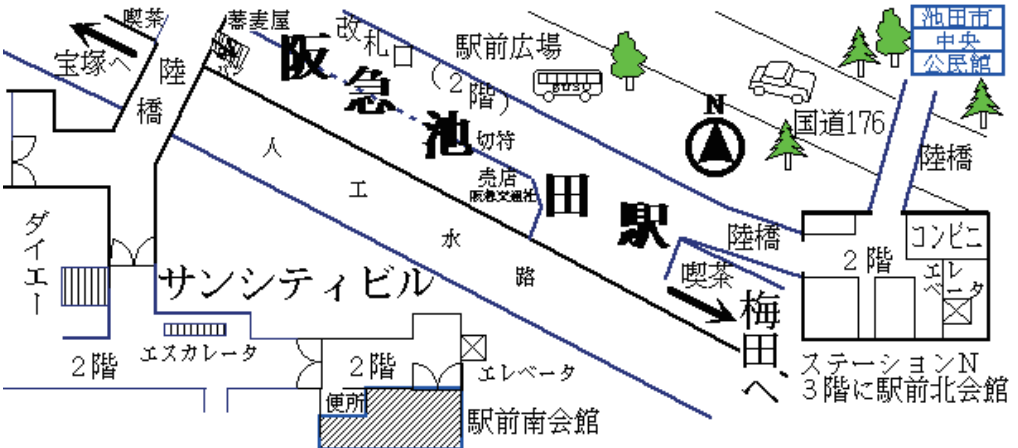 喫茶
宝塚へ
陸橋
蕎麦屋
阪急池田駅
改札口(2階)
駅前広場
BUSU
池田市
中央
公民館
N
国道176
陸橋
切符
売店
阪急交通社
人工水路
陸橋
喫茶
梅田へ
コンビニ
2階
エレベータ
ステーションN
3階に駅前北会館
ダイエー
サンシティビル
2階
エスカレータ
2階
エレベータ
便所
駅前南会館